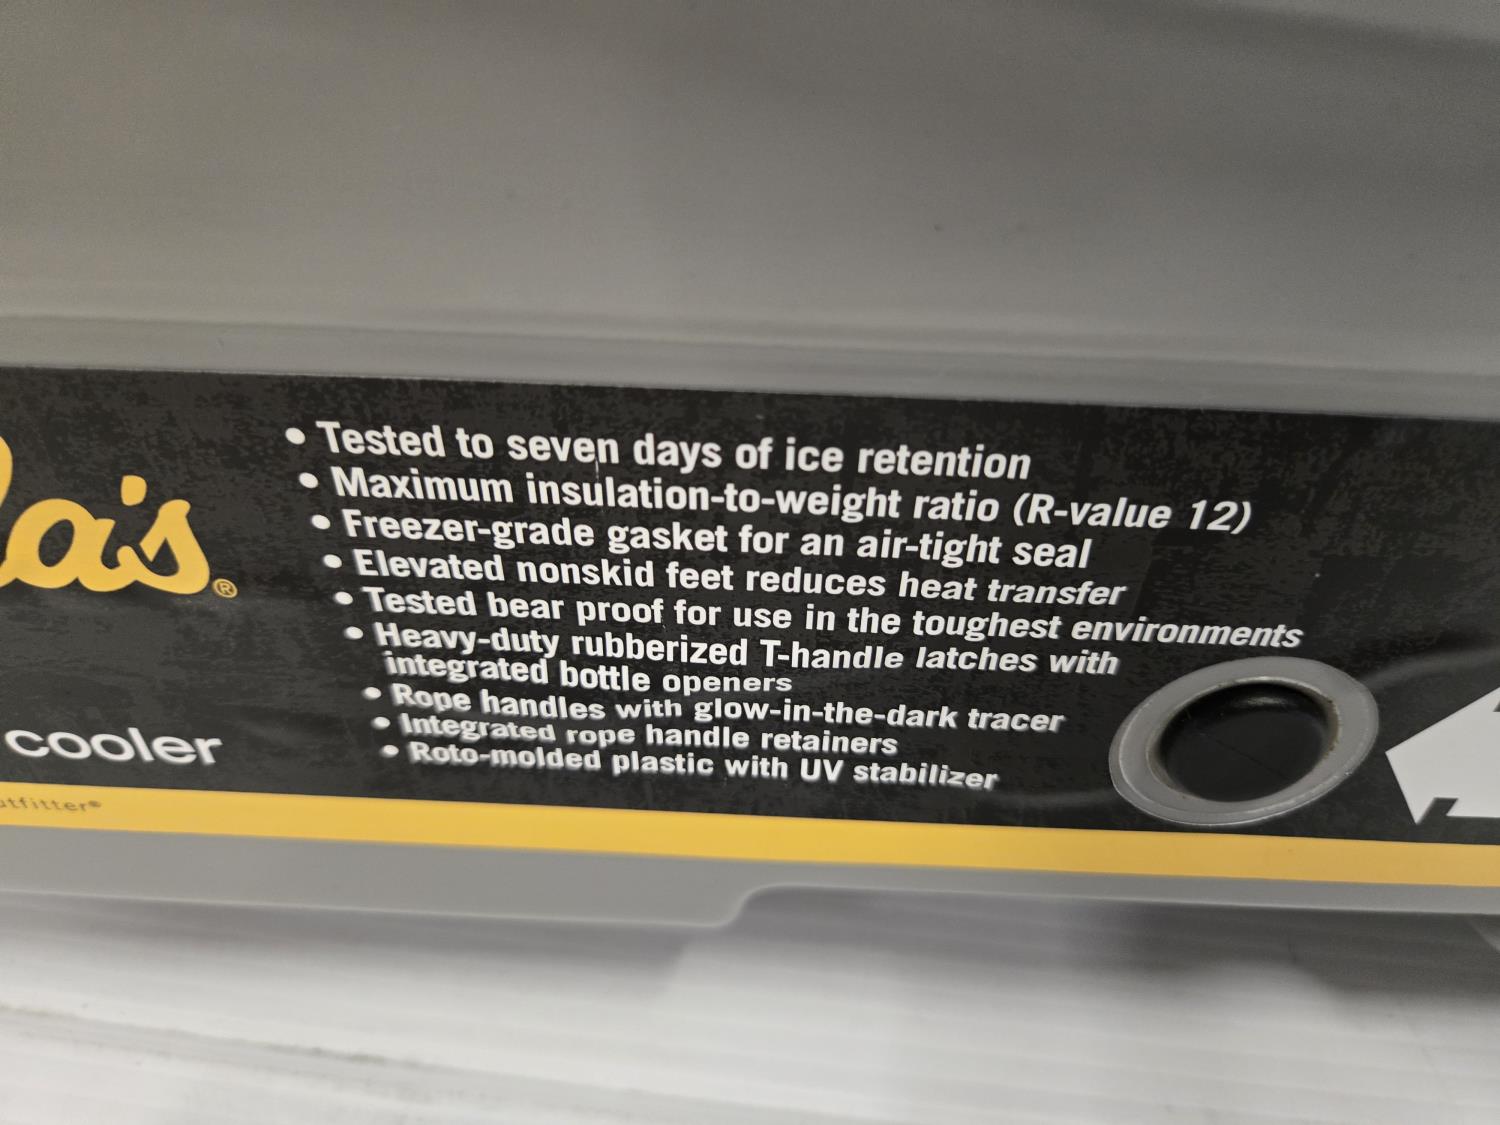 • Tested to seven days of ice retention
• Maximum insulation-to-weight ratio (R-value 12)
• Freezer-grade gasket for an air-tight seal
• Elevated nonskid feet reduces heat transfer
• Tested bear proof for use in the toughest environments
• Heavy-duty rubberized T-handle latches with
integrated bottle openers
• Rope handles with glow-in-the-dark tracer
• Integrated rope handle retainers
• Roto-molded plastic with UV stabilizer
la's®
cooler
utfitter®